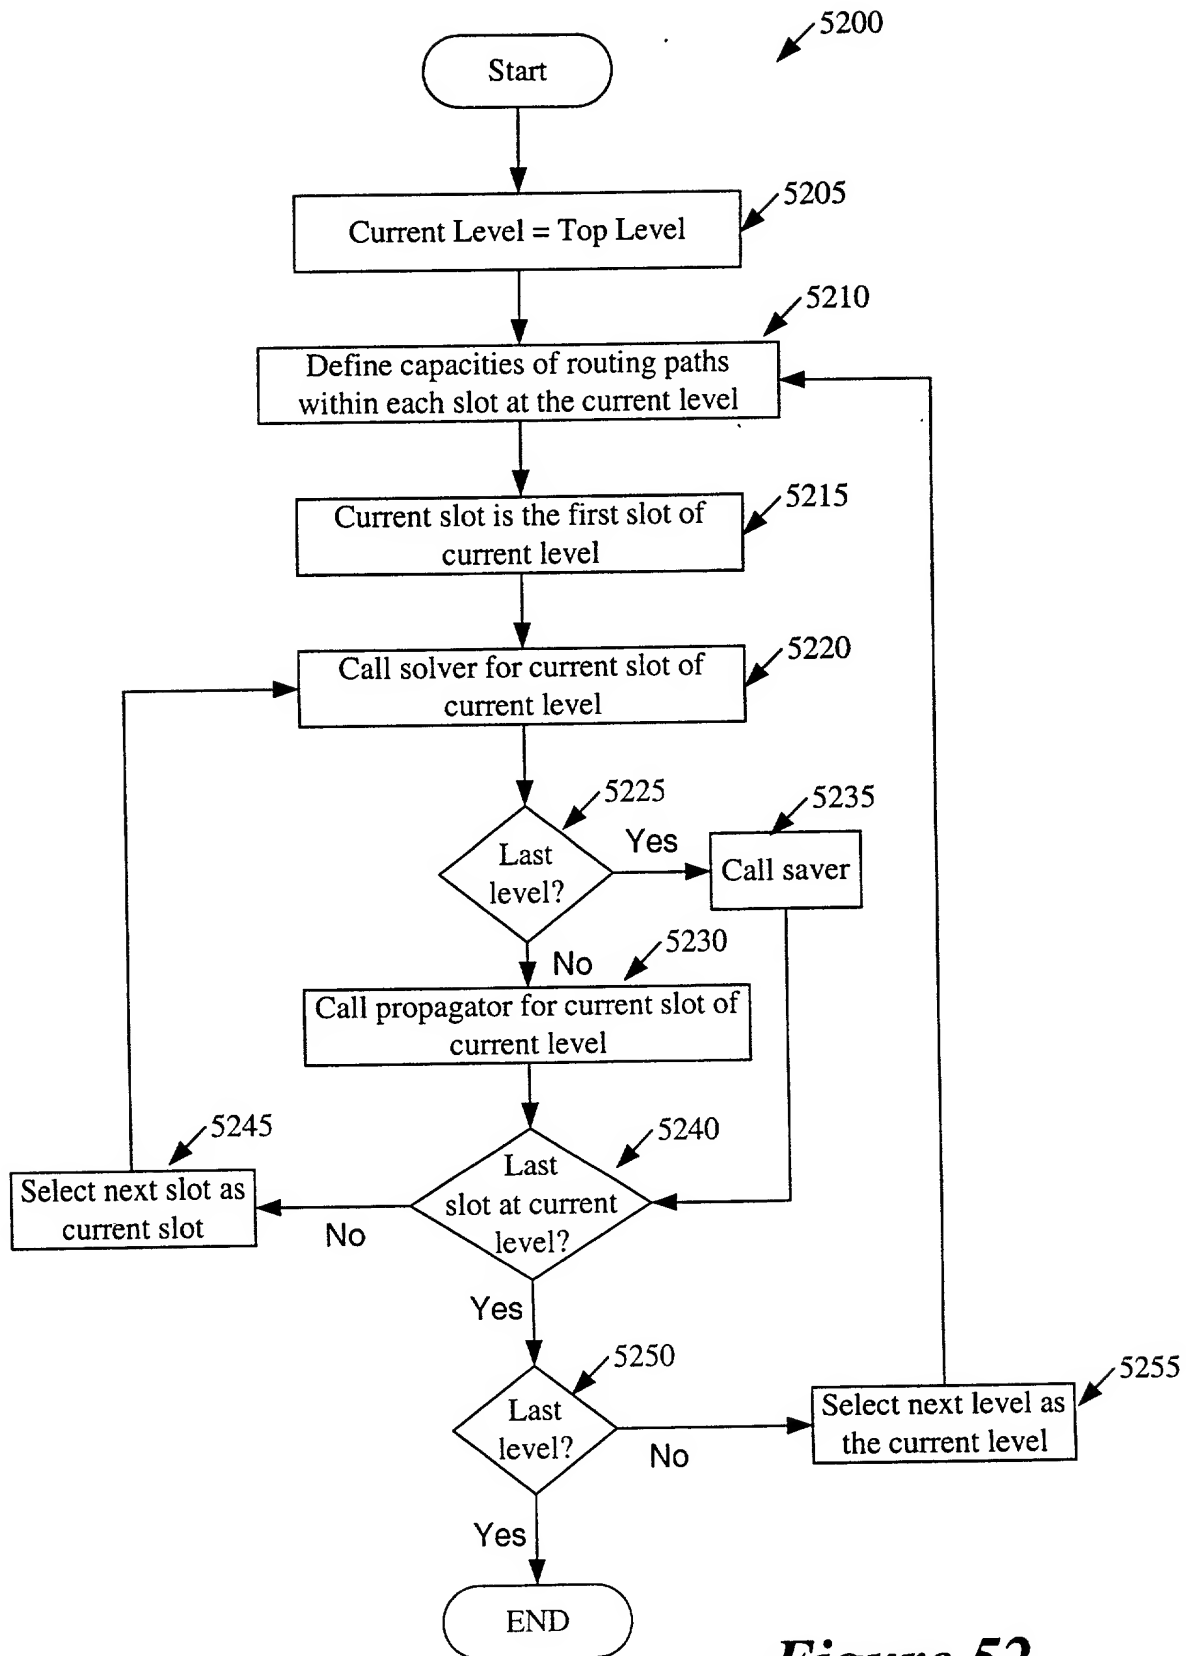 5200
Start
5205
Current Level = Top Level
5210
Define capacities of routing paths
within each slot at the current level
5215
Current slot is the first slot of
current level
5220
Call solver for current slot of
current level
5225
Last
level?
Yes
5235
Call saver
No
5230
Call propagator for current slot of
current level
5240
Last
slot at current
level?
5245
Select next slot as
current slot
No
Yes
5250
Last
level?
No
5255
Select next level as
the current level
Yes
END
Figure 52